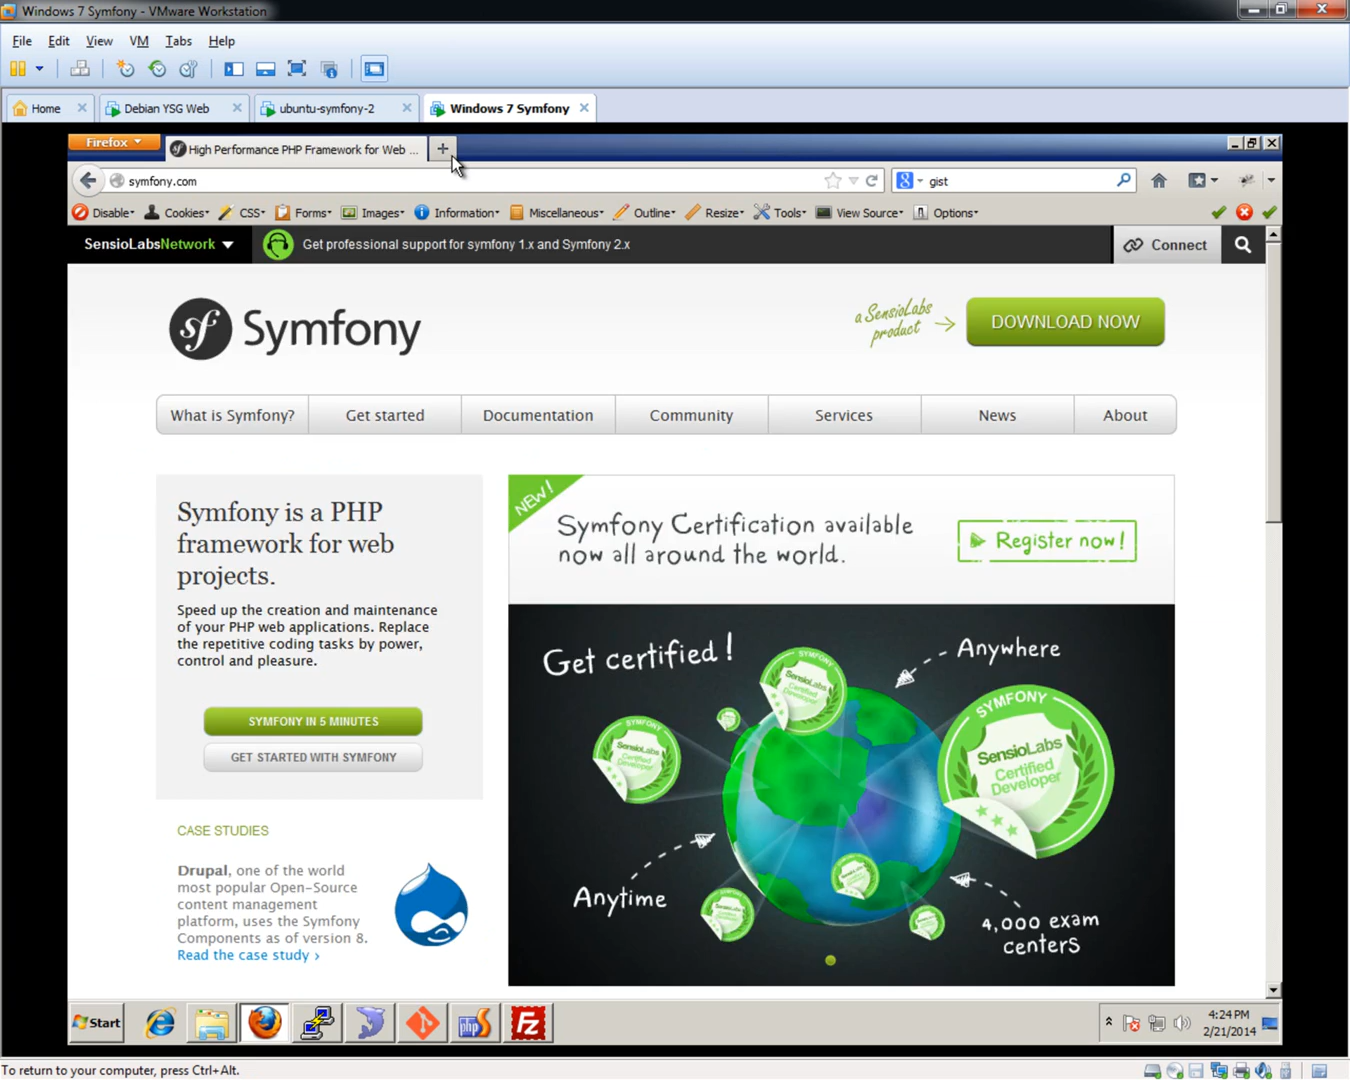 Windows 7 Symfony - VMware Workstation
File Edit View VM Tabs Help
Home Debian YSG Web ubuntu-symfony-2 Windows 7 Symfony
Firefox
High Performance PHP Framework for Web ...
symfony.com
gist
Disable Cookies CSS Forms Images Information Miscellaneous Outline Resize Tools View Source Options
SensioLabsNetwork
Get professional support for symfony 1.x and Symfony 2.x
Connect
sf Symfony
a SensioLabs
product
DOWNLOAD NOW
What is Symfony? Get started Documentation Community Services News About
Symfony is a PHP
framework for web
projects.
Speed up the creation and maintenance
of your PHP web applications. Replace
the repetitive coding tasks by power,
control and pleasure.
SYMFONY IN 5 MINUTES
GET STARTED WITH SYMFONY
CASE STUDIES
Drupal, one of the world
most popular Open-Source
content management
platform, uses the Symfony
Components as of version 8.
Read the case study ›
NEW!
Symfony Certification available
now all around the world.
Register now!
Get certified!
Anywhere
SYMFONY
SensioLabs
Certified
Developer
Anytime
4,000 exam
centers
Start
php
Fz
4:24 PM
2/21/2014
To return to your computer, press Ctrl+Alt.